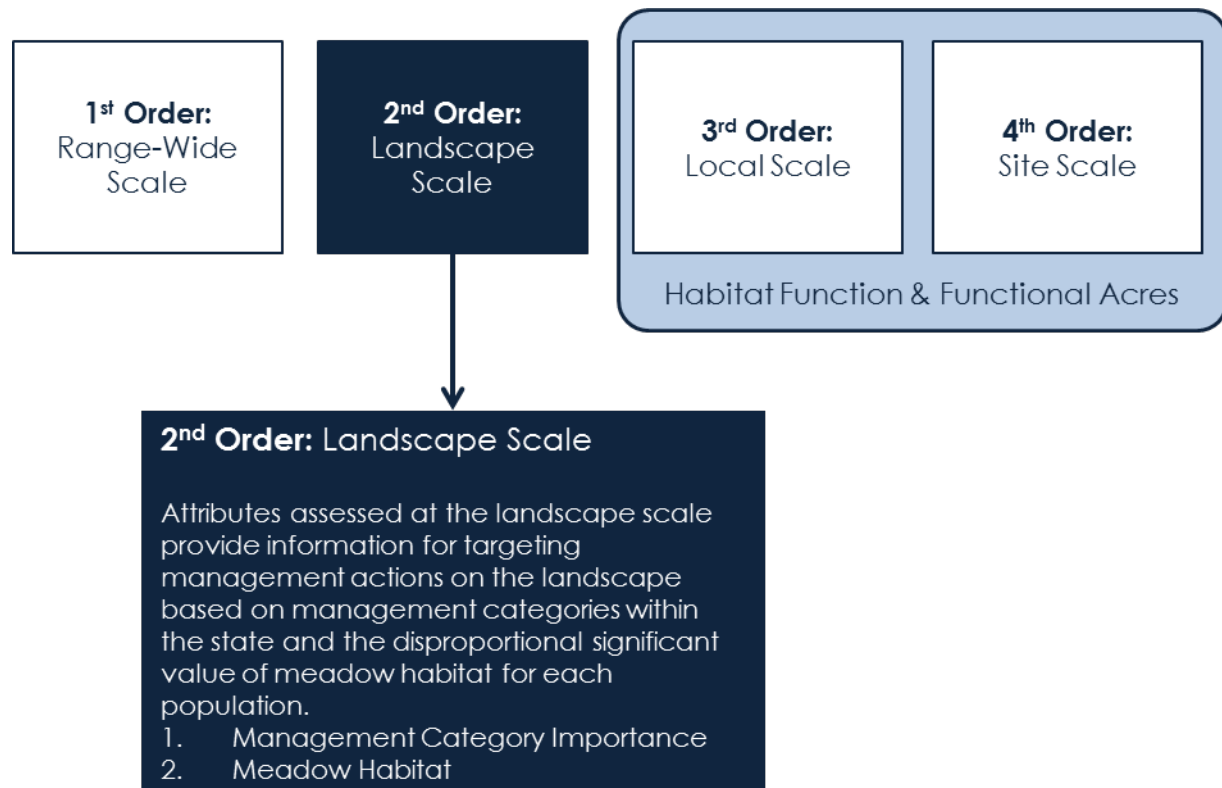 1st Order:
Range-Wide
Scale
2nd Order:
Landscape
Scale
3rd Order:
Local Scale
4th Order:
Site Scale
Habitat Function & Functional Acres
2nd Order: Landscape Scale
Attributes assessed at the landscape scale
provide information for targeting
management actions on the landscape
based on management categories within
the state and the disproportional significant
value of meadow habitat for each
population.
1. Management Category Importance
2. Meadow Habitat